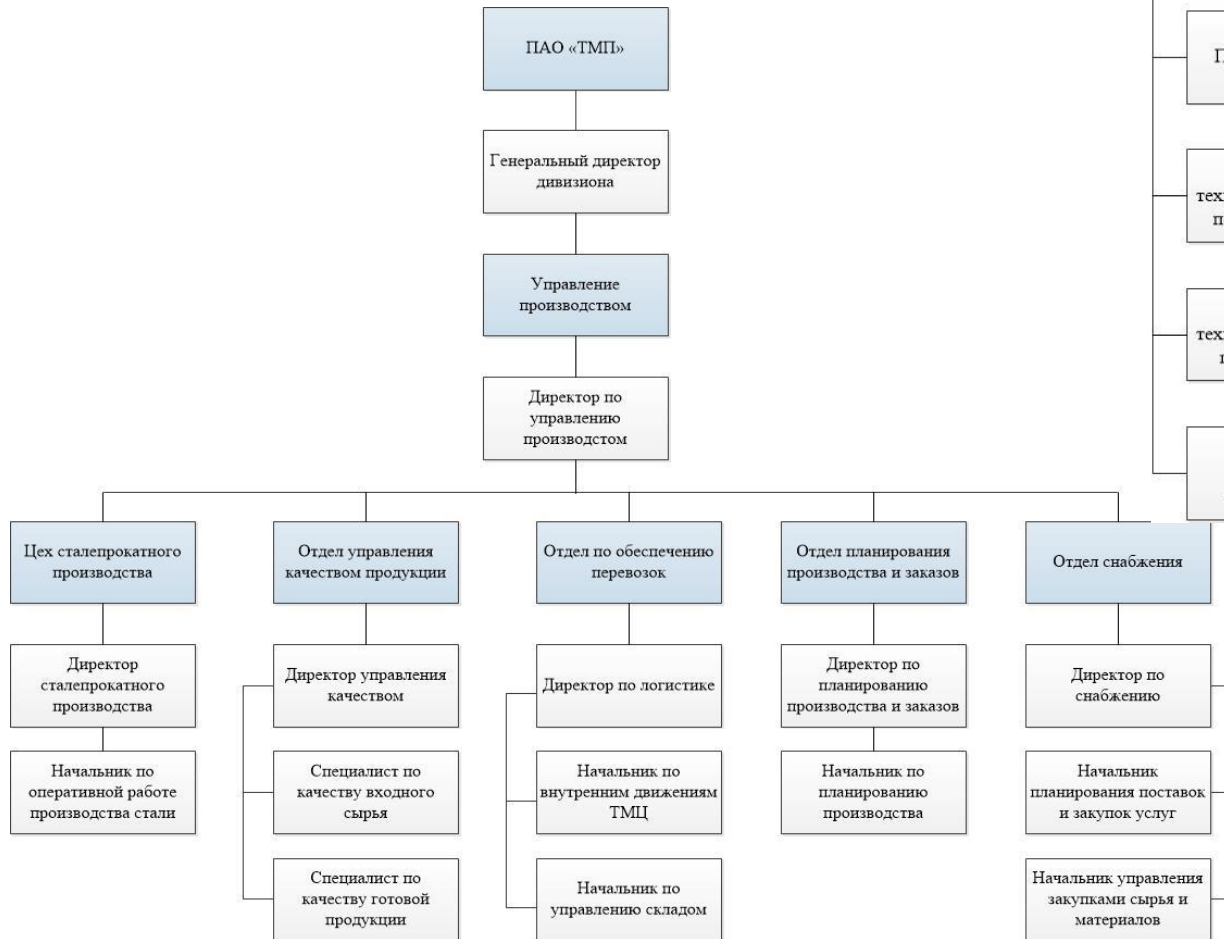 ПАО «ТМП»
Генеральный директор
дивизиона
Управление
производством
Директор по
управлению
производстом
Цех сталепрокатного
производства
Отдел управления
качеством продукции
Отдел по обеспечению
перевозок
Отдел планирования
производства и заказов
Отдел снабжения
Директор
сталепрокатного
производства
Директор управления
качеством
Директор по логистике
Директор по
планированию
производства и заказов
Директор по
снабжению
Начальник по
оперативной работе
производства стали
Специалист по
качеству входного
сырья
Начальник по
внутренним движениям
ТМЦ
Начальник по
планированию
производства
Начальник
планирования поставок
и закупок услуг
Специалист по
качеству готовой
продукции
Начальник по
управлению складом
Начальник управления
закупками сырья и
материалов